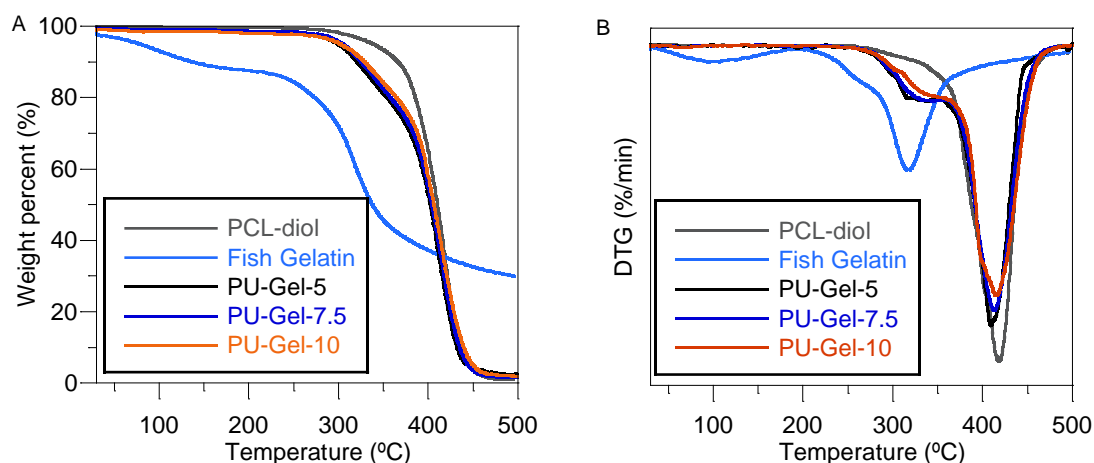 A
Weight percent (%)
100
80
60
40
20
0
PCL-diol
Fish Gelatin
PU-Gel-5
PU-Gel-7.5
PU-Gel-10
100 200 300 400 500
Temperature (ºC)
B
DTG (%/min)
PCL-diol
Fish Gelatin
PU-Gel-5
PU-Gel-7.5
PU-Gel-10
100 200 300 400 500
Temperature (ºC)